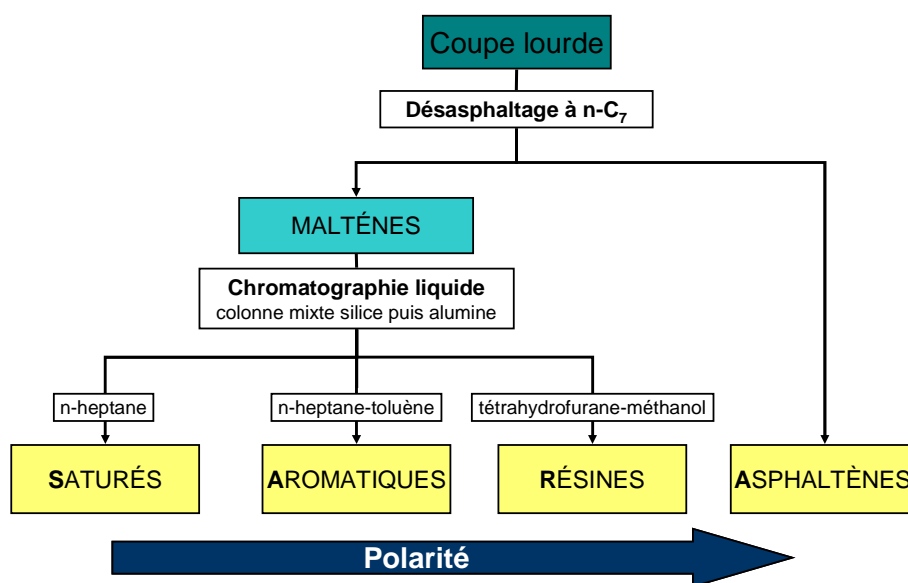 Coupe lourde
Désasphaltage à n-C₇
MALTÉNES
Chromatographie liquide
colonne mixte silice puis alumine
n-heptane
n-heptane-toluène
tétrahydrofurane-méthanol
SATURÉS
AROMATIQUES
RÉSINES
ASPHALTÈNES
Polarité